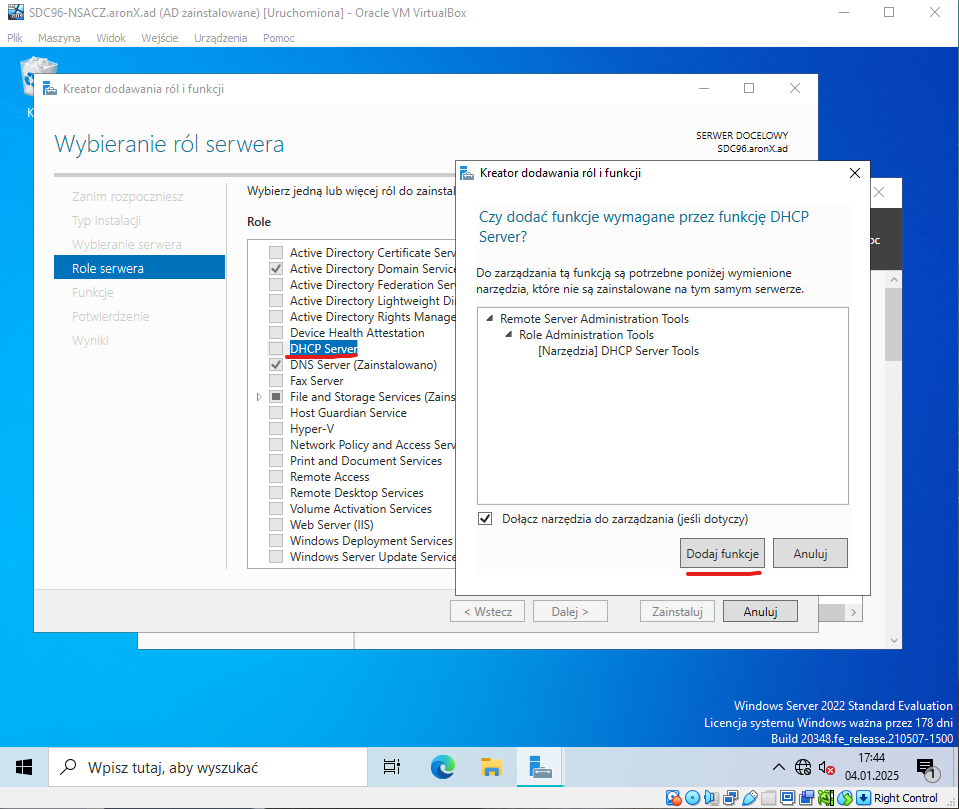 SDC96-NSACZ.aronX.ad (AD zainstalowane) [Uruchomiona] - Oracle VM VirtualBox
Plik Maszyna Widok Wejście Urządzenia Pomoc
Kreator dodawania ról i funkcji
Wybieranie ról serwera
SERWER DOCELOWY
SDC96.aronX.ad
Zanim rozpoczniesz
Typ instalacji
Wybieranie serwera
Role serwera
Funkcje
Potwierdzenie
Wyniki
Wybierz jedną lub więcej ról do zainstal
Role
Active Directory Certificate Serv
Active Directory Domain Service
Active Directory Federation Ser
Active Directory Lightweight Di
Active Directory Rights Manage
Device Health Attestation
DHCP Server
DNS Server (Zainstalowano)
Fax Server
File and Storage Services (Zains
Host Guardian Service
Hyper-V
Network Policy and Access Serv
Print and Document Services
Remote Access
Remote Desktop Services
Volume Activation Services
Web Server (IIS)
Windows Deployment Services
Windows Server Update Service
< Wstecz Dalej > Zainstaluj Anuluj
Kreator dodawania ról i funkcji
Czy dodać funkcje wymagane przez funkcję DHCP
Server?
Do zarządzania tą funkcją są potrzebne poniżej wymienione
narzędzia, które nie są zainstalowane na tym samym serwerze.
Remote Server Administration Tools
Role Administration Tools
[Narzędzia] DHCP Server Tools
Dołącz narzędzia do zarządzania (jeśli dotyczy)
Dodaj funkcje Anuluj
oc
Windows Server 2022 Standard Evaluation
Licencja systemu Windows ważna przez 178 dni
Build 20348.fe_release.210507-1500
Wpisz tutaj, aby wyszukać
17:44
04.01.2025
1
Right Control